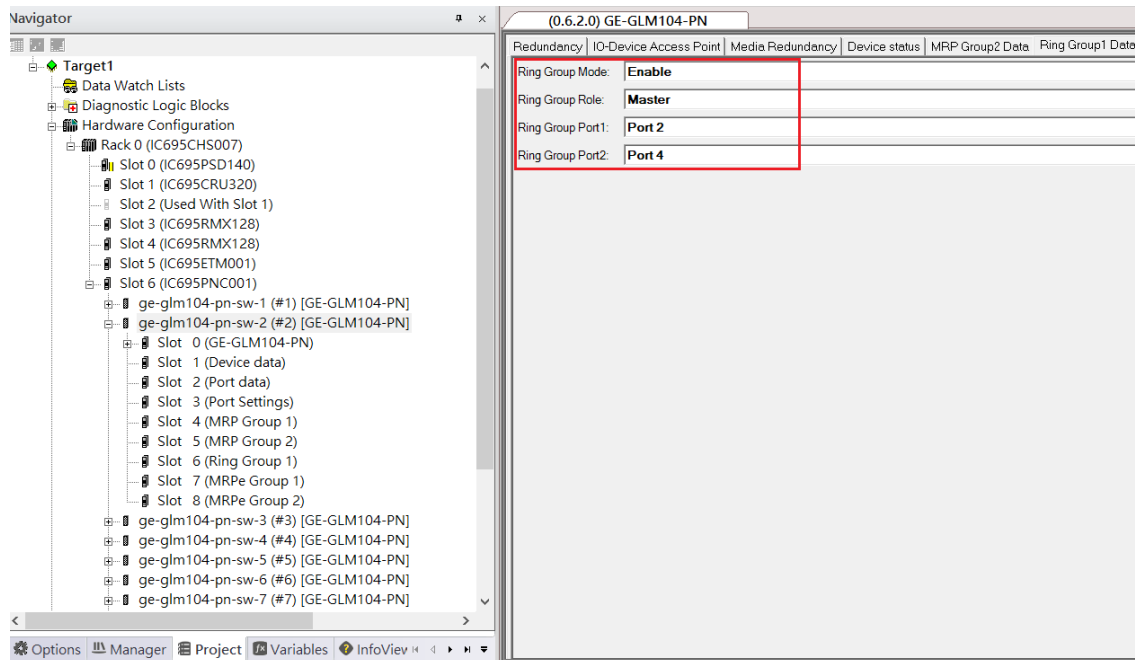 Navigator
Target1
Data Watch Lists
Diagnostic Logic Blocks
Hardware Configuration
Rack 0 (IC695CHS007)
Slot 0 (IC695PSD140)
Slot 1 (IC695CRU320)
Slot 2 (Used With Slot 1)
Slot 3 (IC695RMX128)
Slot 4 (IC695RMX128)
Slot 5 (IC695ETM001)
Slot 6 (IC695PNC001)
ge-glm104-pn-sw-1 (#1) [GE-GLM104-PN]
ge-glm104-pn-sw-2 (#2) [GE-GLM104-PN]
Slot 0 (GE-GLM104-PN)
Slot 1 (Device data)
Slot 2 (Port data)
Slot 3 (Port Settings)
Slot 4 (MRP Group 1)
Slot 5 (MRP Group 2)
Slot 6 (Ring Group 1)
Slot 7 (MRPe Group 1)
Slot 8 (MRPe Group 2)
ge-glm104-pn-sw-3 (#3) [GE-GLM104-PN]
ge-glm104-pn-sw-4 (#4) [GE-GLM104-PN]
ge-glm104-pn-sw-5 (#5) [GE-GLM104-PN]
ge-glm104-pn-sw-6 (#6) [GE-GLM104-PN]
ge-glm104-pn-sw-7 (#7) [GE-GLM104-PN]
Options Manager Project Variables InfoView
(0.6.2.0) GE-GLM104-PN
Redundancy IO-Device Access Point Media Redundancy Device status MRP Group2 Data Ring Group1 Data
Ring Group Mode: Enable
Ring Group Role: Master
Ring Group Port1: Port 2
Ring Group Port2: Port 4